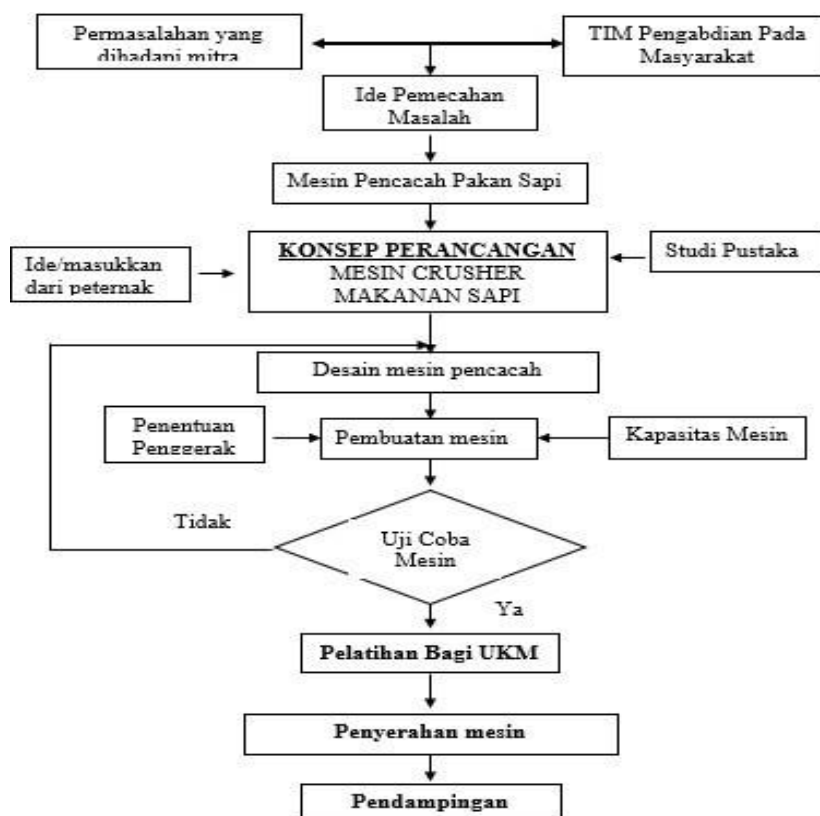 Permasalahan yang
dihadapi mitra
TIM Pengabdian Pada
Masyarakat
Ide Pemecahan
Masalah
Mesin Pencacah Pakan Sapi
KONSEP PERANCANGAN
MESIN CRUSHER
MAKANAN SAPI
Ide/masukkan
dari peternak
Studi Pustaka
Desain mesin pencacah
Penentuan
Penggerak
Pembuatan mesin
Kapasitas Mesin
Tidak
Uji Coba
Mesin
Ya
Pelatihan Bagi UKM
Penyerahan mesin
Pendampingan